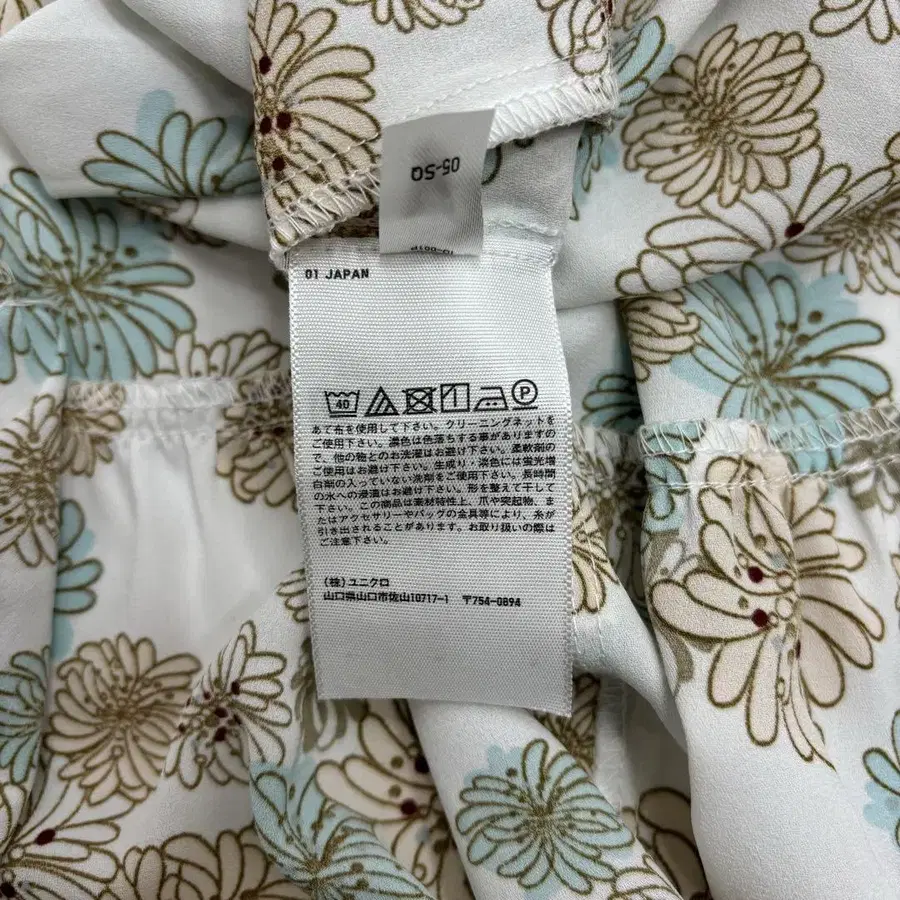 05-SQ
01 JAPAN
40
P
あて布を使用して下さい。クリーニングネットを
ご使用下さい。濃色は色落ちする事がありますの
で、他の物とのお洗濯はお避け下さい。柔軟剤の
ご使用はお避け下さい。生成り、淡色には蛍光増
白剤の入っていない洗剤をご使用下さい。長時間
の水への浸漬はお避け下さい。形を整えて干して
下さい。この商品は素材特性上、爪や突起物、ま
たはアクセサリーやバッグの金具等により、糸が
引き出されることがあります。お取り扱いの際は
ご注意下さい。
(株)ユニクロ
山口県山口市佐山10717-1 〒754-0894